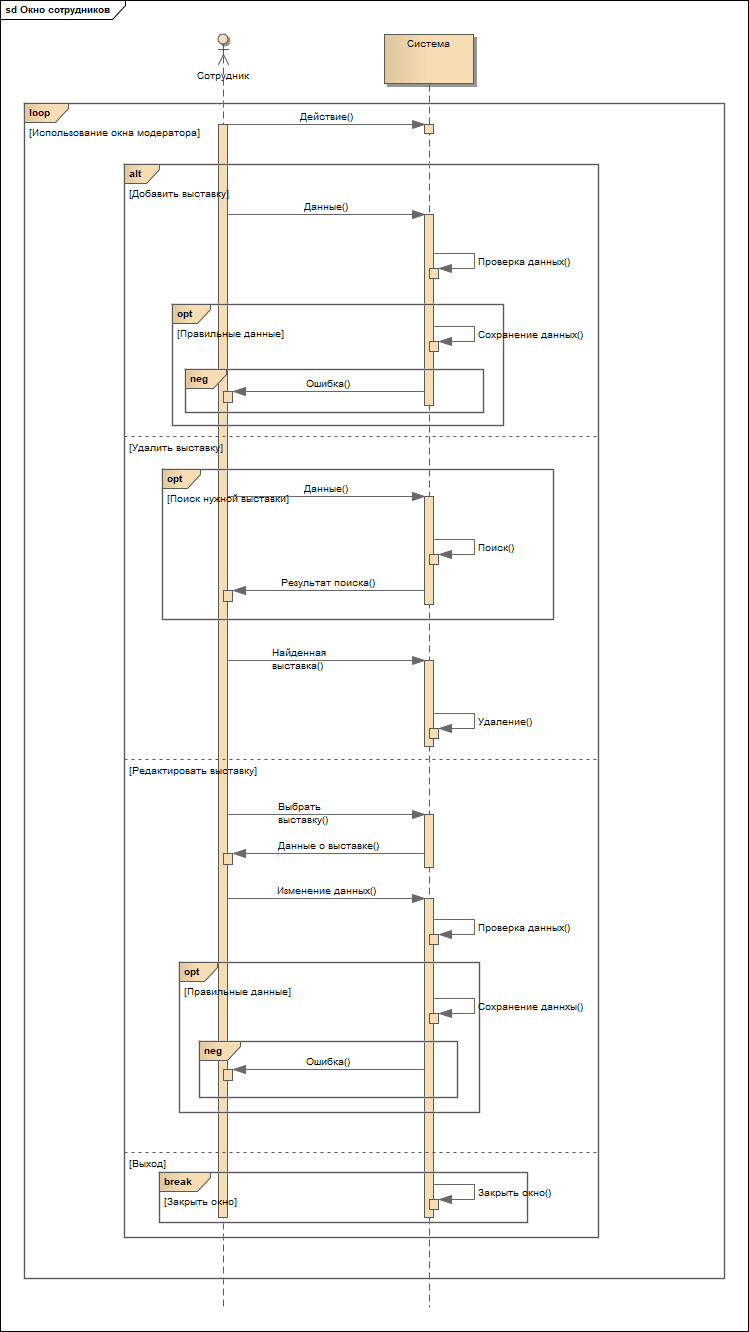 sd Окно сотрудников
Сотрудник
Система
loop
[Использование окна модератора]
Действие()
alt
[Добавить выставку]
Данные()
Проверка данных()
opt
[Правильные данные]
Сохранение данных()
neg
Ошибка()
[Удалить выставку]
opt
[Поиск нужной выставки]
Данные()
Поиск()
Результат поиска()
Найденная
выставка()
Удаление()
[Редактировать выставку]
Выбрать
выставку()
Данные о выставке()
Изменение данных()
Проверка данных()
opt
[Правильные данные]
Сохранение даннхы()
neg
Ошибка()
[Выход]
break
[Закрыть окно]
Закрыть окно()